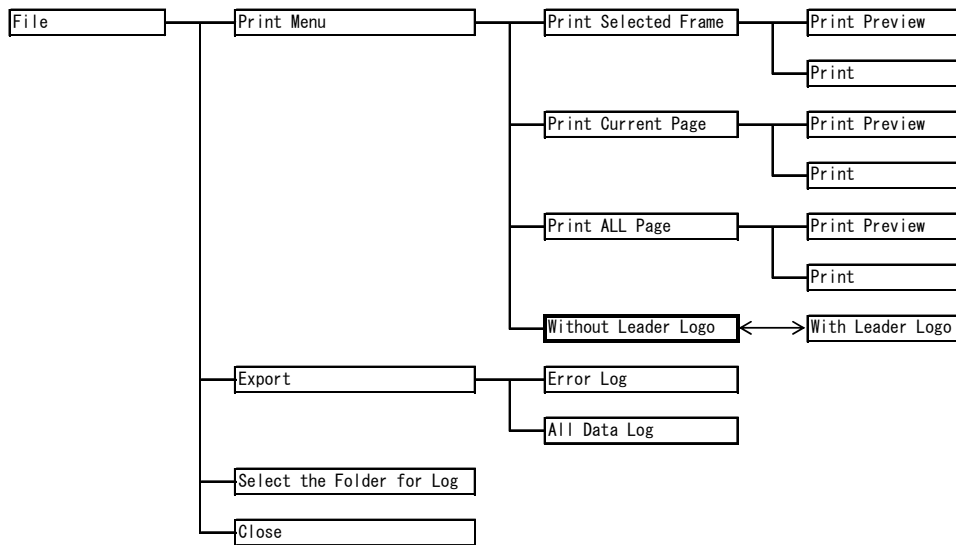 File
Print Menu
Print Selected Frame
Print Preview
Print
Print Current Page
Print Preview
Print
Print ALL Page
Print Preview
Print
Without Leader Logo
With Leader Logo
Export
Error Log
All Data Log
Select the Folder for Log
Close